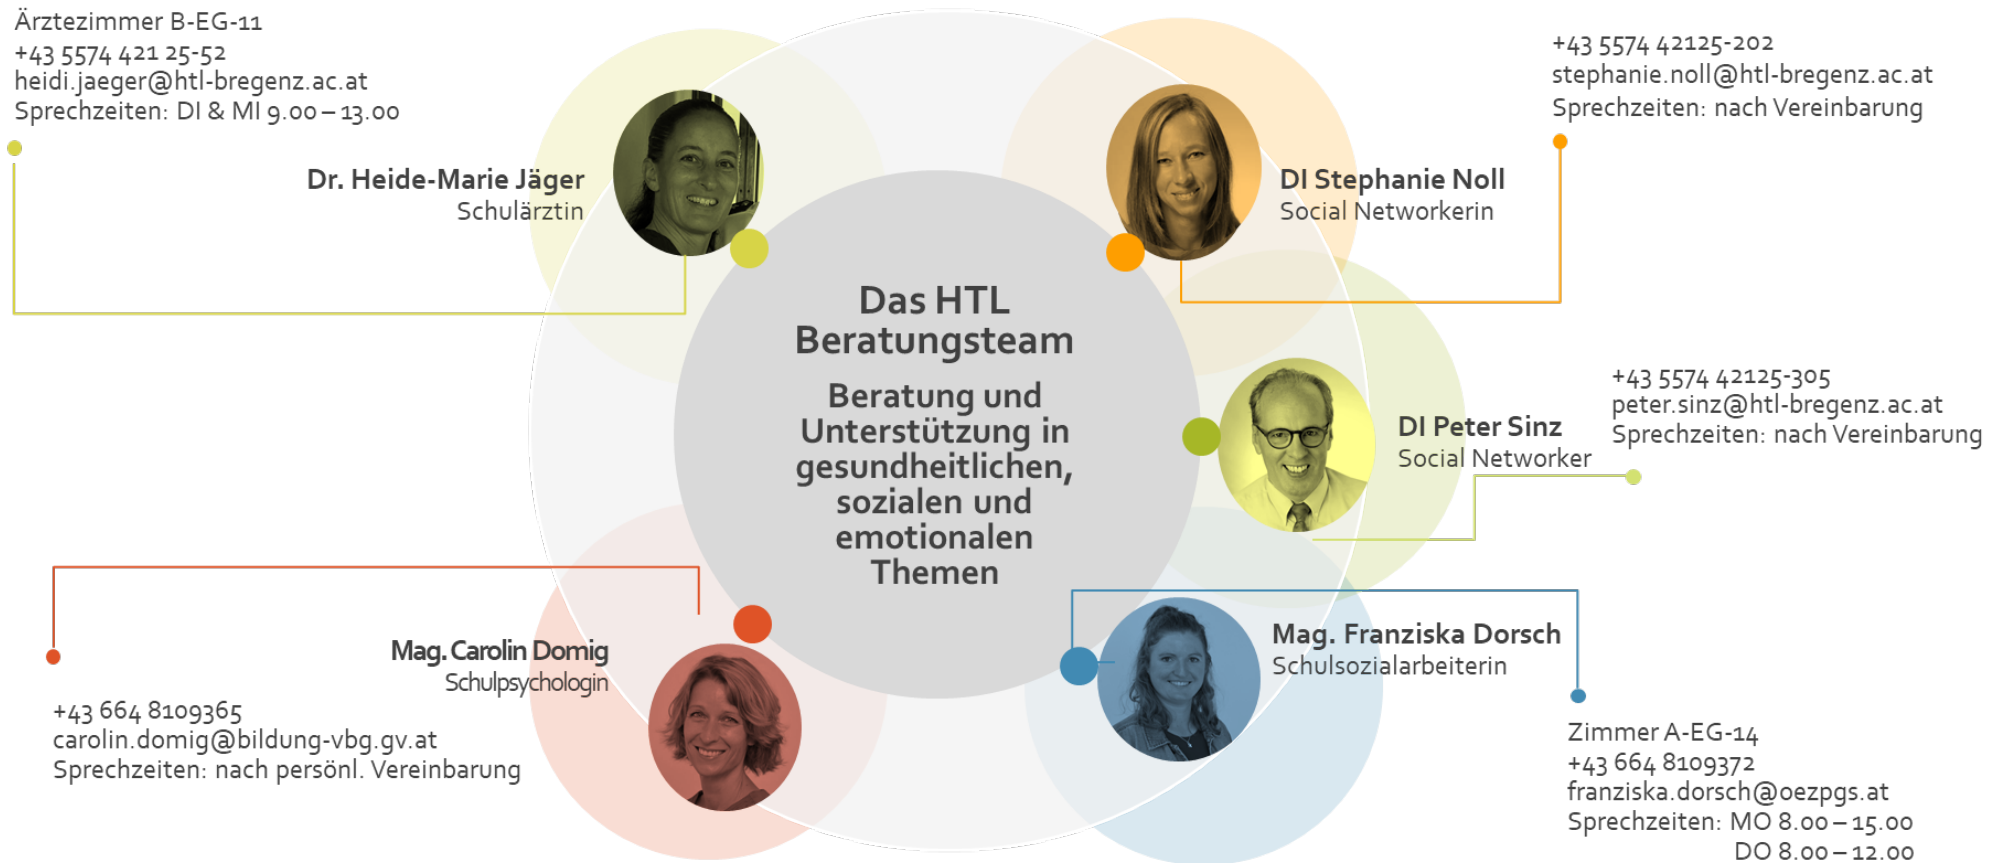 Ärztezimmer B-EG-11
+43 5574 421 25-52
heidi.jaeger@htl-bregenz.ac.at
Sprechzeiten: DI & MI 9.00 – 13.00
Dr. Heide-Marie Jäger
Schulärztin
+43 5574 42125-202
stephanie.noll@htl-bregenz.ac.at
Sprechzeiten: nach Vereinbarung
DI Stephanie Noll
Social Networkerin
Das HTL
Beratungsteam
Beratung und
Unterstützung in
gesundheitlichen,
sozialen und
emotionalen
Themen
+43 5574 42125-305
peter.sinz@htl-bregenz.ac.at
Sprechzeiten: nach Vereinbarung
DI Peter Sinz
Social Networker
Mag. Carolin Domig
Schulpsychologin
+43 664 8109365
carolin.domig@bildung-vbg.gv.at
Sprechzeiten: nach persönl. Vereinbarung
Mag. Franziska Dorsch
Schulsozialarbeiterin
Zimmer A-EG-14
+43 664 8109372
franziska.dorsch@oezpgs.at
Sprechzeiten: MO 8.00 – 15.00
DO 8.00 – 12.00